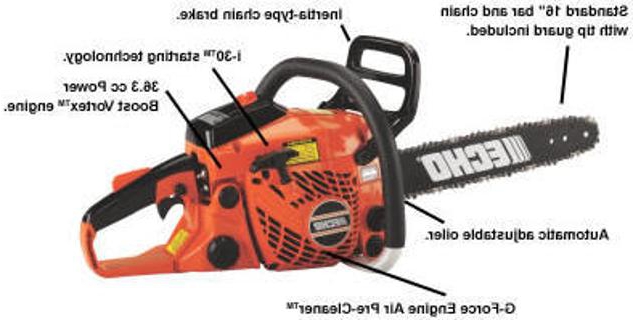 Inertia-type chain brake.
Standard 16" bar and chain
with tip guard included.
i-30™ starting technology.
36.3 cc Power
Boost Vortex™ engine.
ECHO
ECHO
Automatic adjustable oiler.
G-Force Engine Air Pre-Cleaner™